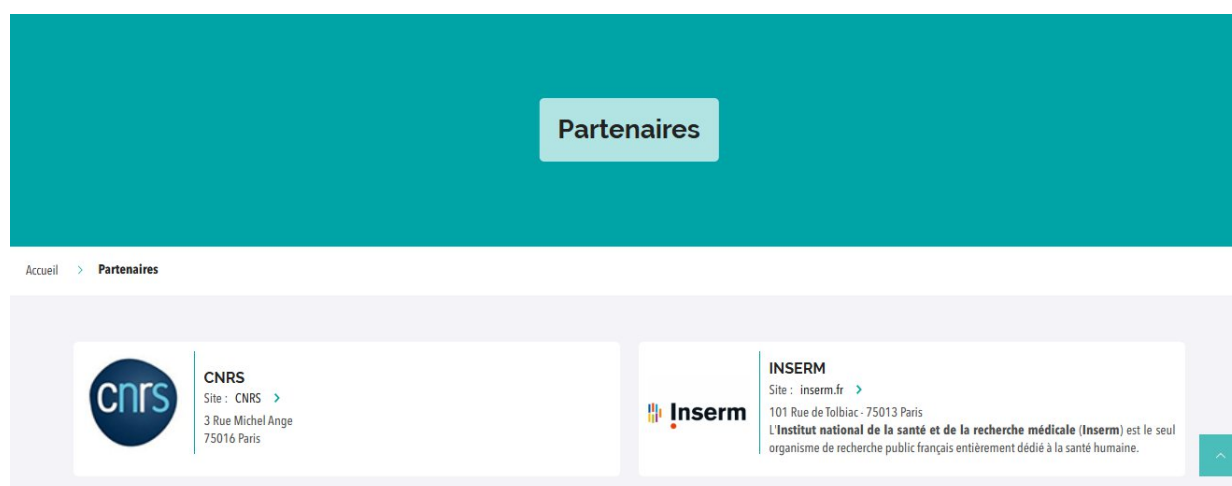 Partenaires
Accueil > Partenaires
cnrs
CNRS
Site : CNRS >
3 Rue Michel Ange
75016 Paris
Inserm
INSERM
Site : inserm.fr >
101 Rue de Tolbiac - 75013 Paris
L'Institut national de la santé et de la recherche médicale (Inserm) est le seul
organisme de recherche public français entièrement dédié à la santé humaine.